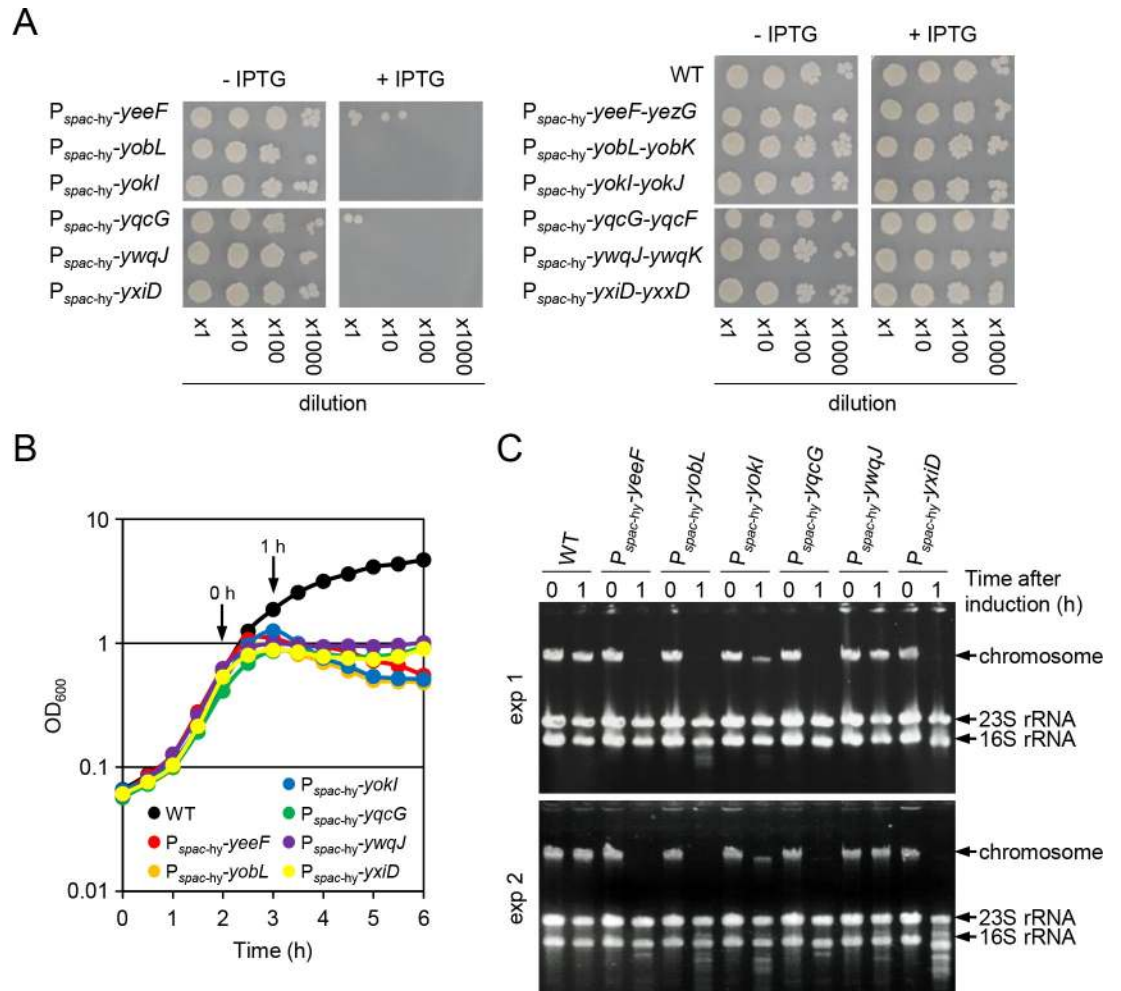 A
- IPTG + IPTG
P spac-hy-yeeF
P spac-hy-yobL
P spac-hy-yokI
P spac-hy-yqcG
P spac-hy-ywqJ
P spac-hy-yxiD
x1 x10 x100 x1000
dilution
- IPTG + IPTG
WT
P spac-hy-yeeF-yezG
P spac-hy-yobL-yobK
P spac-hy-yokI-yokJ
P spac-hy-yqcG-yqcF
P spac-hy-ywqJ-ywqK
P spac-hy-yxiD-yxxD
x1 x10 x100 x1000 x1 x10 x100 x1000
dilution
B
OD600
10
1
0.1
0.01
0 h
1 h
WT
P spac-hy-yeeF
P spac-hy-yobL
P spac-hy-yokI
P spac-hy-yqcG
P spac-hy-ywqJ
P spac-hy-yxiD
0 1 2 3 4 5 6
Time (h)
C
WT
P spac-hy-yeeF
P spac-hy-yobL
P spac-hy-yokI
P spac-hy-yqcG
P spac-hy-ywqJ
P spac-hy-yxiD
0 1 0 1 0 1 0 1 0 1 0 1 0 1
Time after
induction (h)
exp 1
chromosome
23S rRNA
16S rRNA
exp 2
chromosome
23S rRNA
16S rRNA